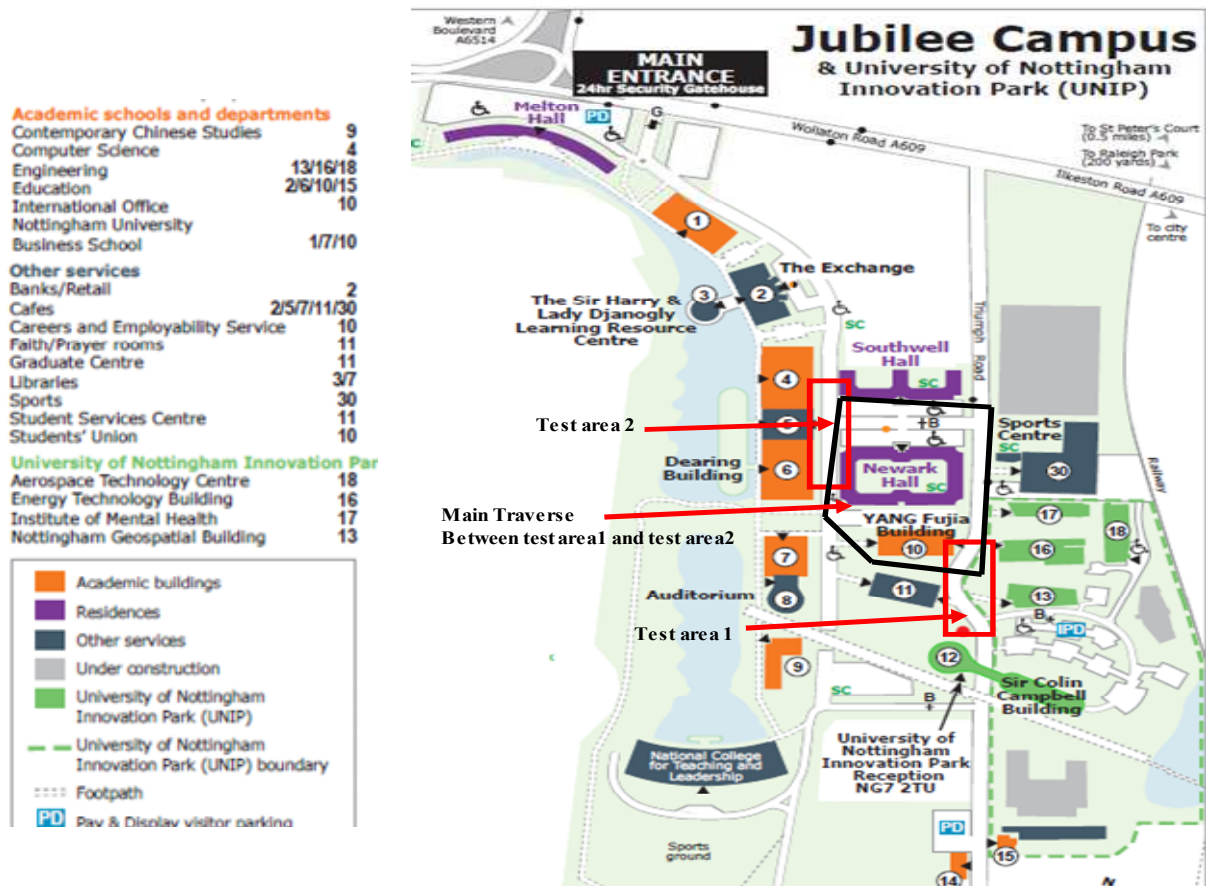 Academic schools and departments
Contemporary Chinese Studies 9
Computer Science 4
Engineering 13/16/18
Education 2/6/10/15
International Office 10
Nottingham University
Business School 1/7/10
Other services
Banks/Retail 2
Cafes 2/5/7/11/30
Careers and Employability Service 10
Faith/Prayer rooms 11
Graduate Centre 11
Libraries 3/7
Sports 30
Student Services Centre 11
Students' Union 10
University of Nottingham Innovation Par
Aerospace Technology Centre 18
Energy Technology Building 16
Institute of Mental Health 17
Nottingham Geospatial Building 13
Academic buildings
Residences
Other services
Under construction
University of Nottingham
Innovation Park (UNIP)
University of Nottingham
Innovation Park (UNIP) boundary
Footpath
PD Pay & Display visitor parking
Western
Boulevard
A6514
Jubilee Campus
& University of Nottingham
Innovation Park (UNIP)
MAIN
ENTRANCE
24hr Security Gatehouse
Melton
Hall
PD
G
Wollaton Road A609
To St Peter's Court
(0.5 miles)
To Raleigh Park
(200 yards)
Ilkeston Road A609
To city
centre
1
The Exchange
2
3
The Sir Harry &
Lady Djanogly
Learning Resource
Centre
SC
Triumph Road
Southwell
Hall
SC
4
Test area 2
5
B
Sports
Centre
SC
30
Railway
Dearing
Building
6
Newark
Hall
SC
Main Traverse
Between test area1 and test area2
YANG Fujia
Building
10
17
18
16
7
11
13
Auditorium
8
B
IPD
Test area 1
9
12
SC
B
Sir Colin
Campbell
Building
University of
Nottingham
Innovation Park
Reception
NG7 2TU
National College
for Teaching and
Leadership
PD
Sports
ground
15
14
N